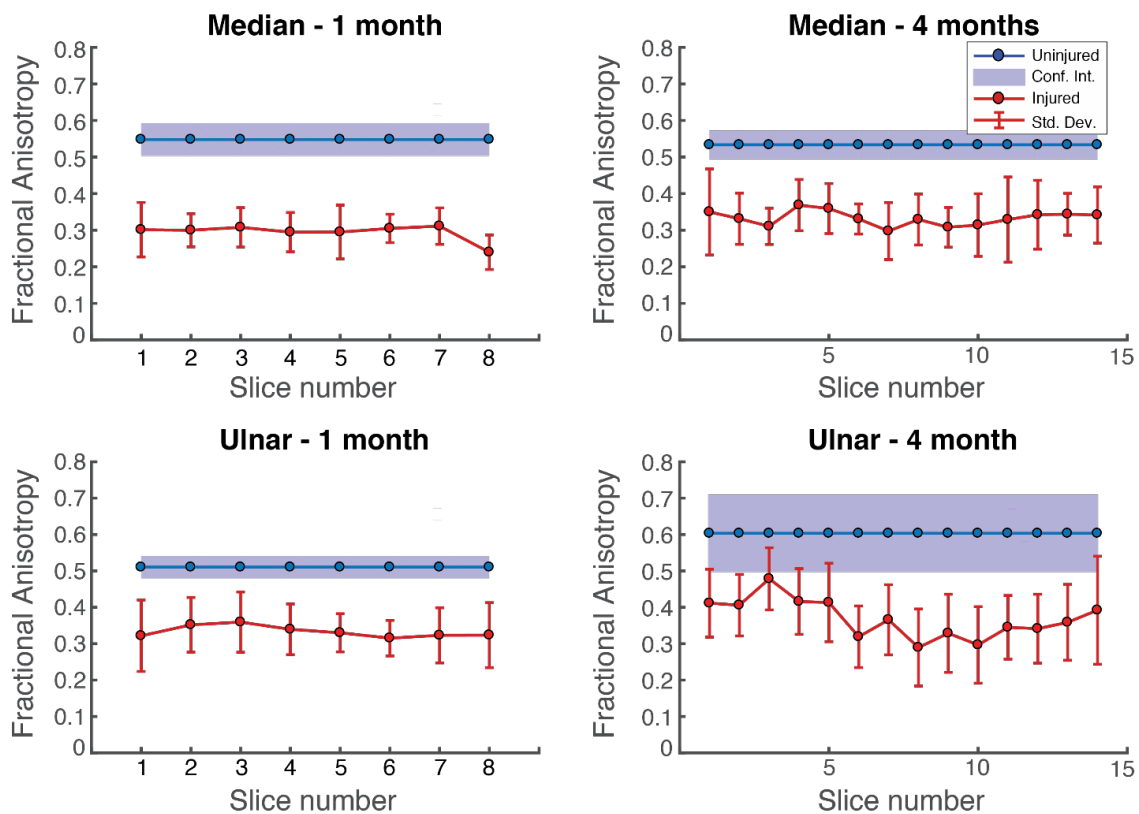 Median - 1 month
Fractional Anisotropy
0.8
0.7
0.6
0.5
0.4
0.3
0.2
0.1
0
1 2 3 4 5 6 7 8
Slice number
Median - 4 months
Uninjured
Conf. Int.
Injured
Std. Dev.
Fractional Anisotropy
0.8
0.7
0.6
0.5
0.4
0.3
0.2
0.1
0
5 10 15
Slice number
Ulnar - 1 month
Fractional Anisotropy
0.8
0.7
0.6
0.5
0.4
0.3
0.2
0.1
0
1 2 3 4 5 6 7 8
Slice number
Ulnar - 4 month
Fractional Anisotropy
0.8
0.7
0.6
0.5
0.4
0.3
0.2
0.1
0
5 10 15
Slice number